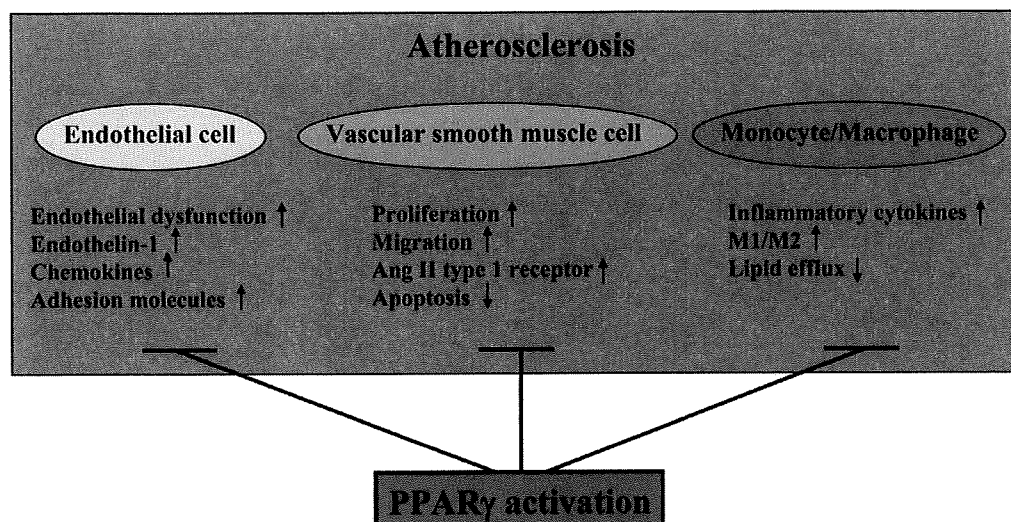 Atherosclerosis
Endothelial cell
Vascular smooth muscle cell
Monocyte/Macrophage
Endothelial dysfunction ↑
Endothelin-1 ↑
Chemokines ↑
Adhesion molecules ↑
Proliferation ↑
Migration ↑
Ang II type 1 receptor ↑
Apoptosis ↓
Inflammatory cytokines ↑
M1/M2 ↑
Lipid efflux ↓
PPARγ activation